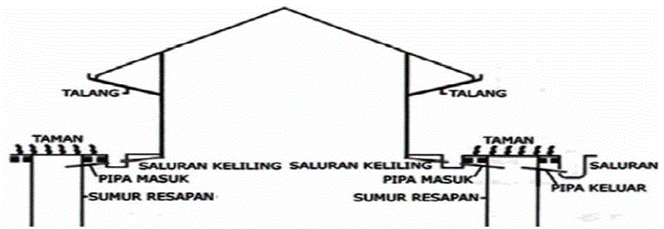 TALANG TALANG
TAMAN TAMAN
SALURAN KELILING SALURAN KELILING SALURAN
PIPA MASUK PIPA MASUK PIPA KELUAR
SUMUR RESAPAN SUMUR RESAPAN